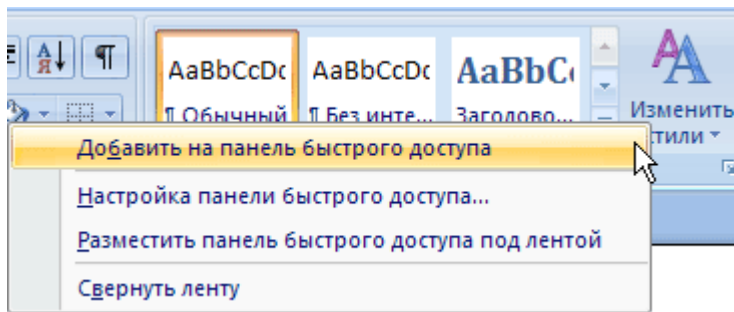 AaBbCcDc AaBbCcDc AaBbC
¶ Обычный ¶ Без инте... Заголово...
Изменить
стили
Добавить на панель быстрого доступа
Настройка панели быстрого доступа...
Разместить панель быстрого доступа под лентой
Свернуть ленту